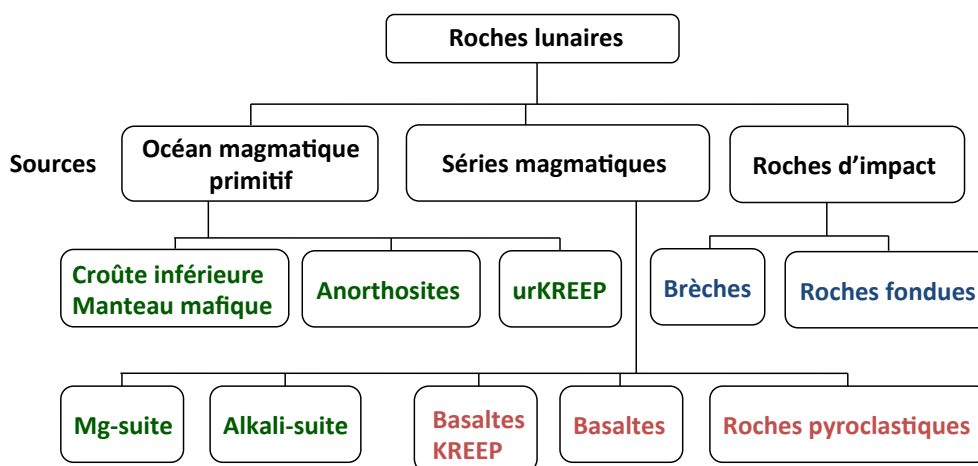 Roches lunaires
Sources
Océan magmatique
primitif
Séries magmatiques
Roches d'impact
Croûte inférieure
Manteau mafique
Anorthosites
urKREEP
Brèches
Roches fondues
Mg-suite
Alkali-suite
Basaltes
KREEP
Basaltes
Roches pyroclastiques